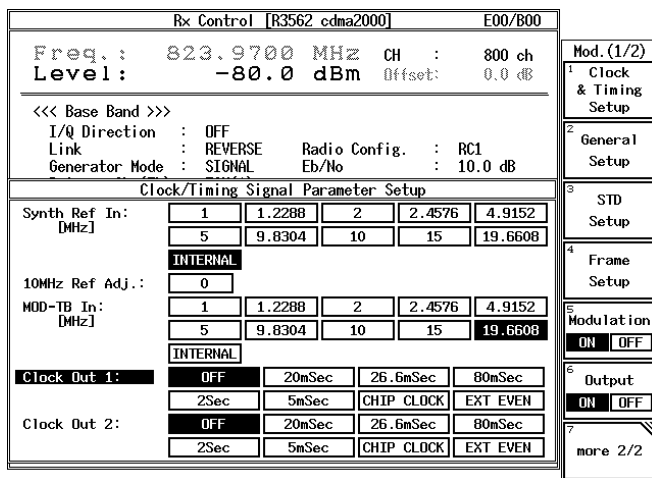 Rx Control [R3562 cdma2000] E00/B00
Freq.: 823.9700 MHz CH : 800 ch
Level: -80.0 dBm Offset: 0.0 dB
<<< Base Band >>>
I/Q Direction : OFF
Link : REVERSE Radio Config. : RC1
Generator Mode : SIGNAL Eb/No : 10.0 dB
Clock/Timing Signal Parameter Setup
Synth Ref In: 1 1.2288 2 2.4576 4.9152
[MHz] 5 9.8304 10 15 19.6608
INTERNAL
10MHz Ref Adj.: 0
MOD-TB In: 1 1.2288 2 2.4576 4.9152
[MHz] 5 9.8304 10 15 19.6608
INTERNAL
Clock Out 1: OFF 20mSec 26.6mSec 80mSec
2Sec 5mSec CHIP CLOCK EXT EVEN
Clock Out 2: OFF 20mSec 26.6mSec 80mSec
2Sec 5mSec CHIP CLOCK EXT EVEN
Mod.(1/2)
1 Clock
& Timing
Setup
2
General
Setup
3
STD
Setup
4
Frame
Setup
5
Modulation
ON OFF
6
Output
ON OFF
7
more 2/2